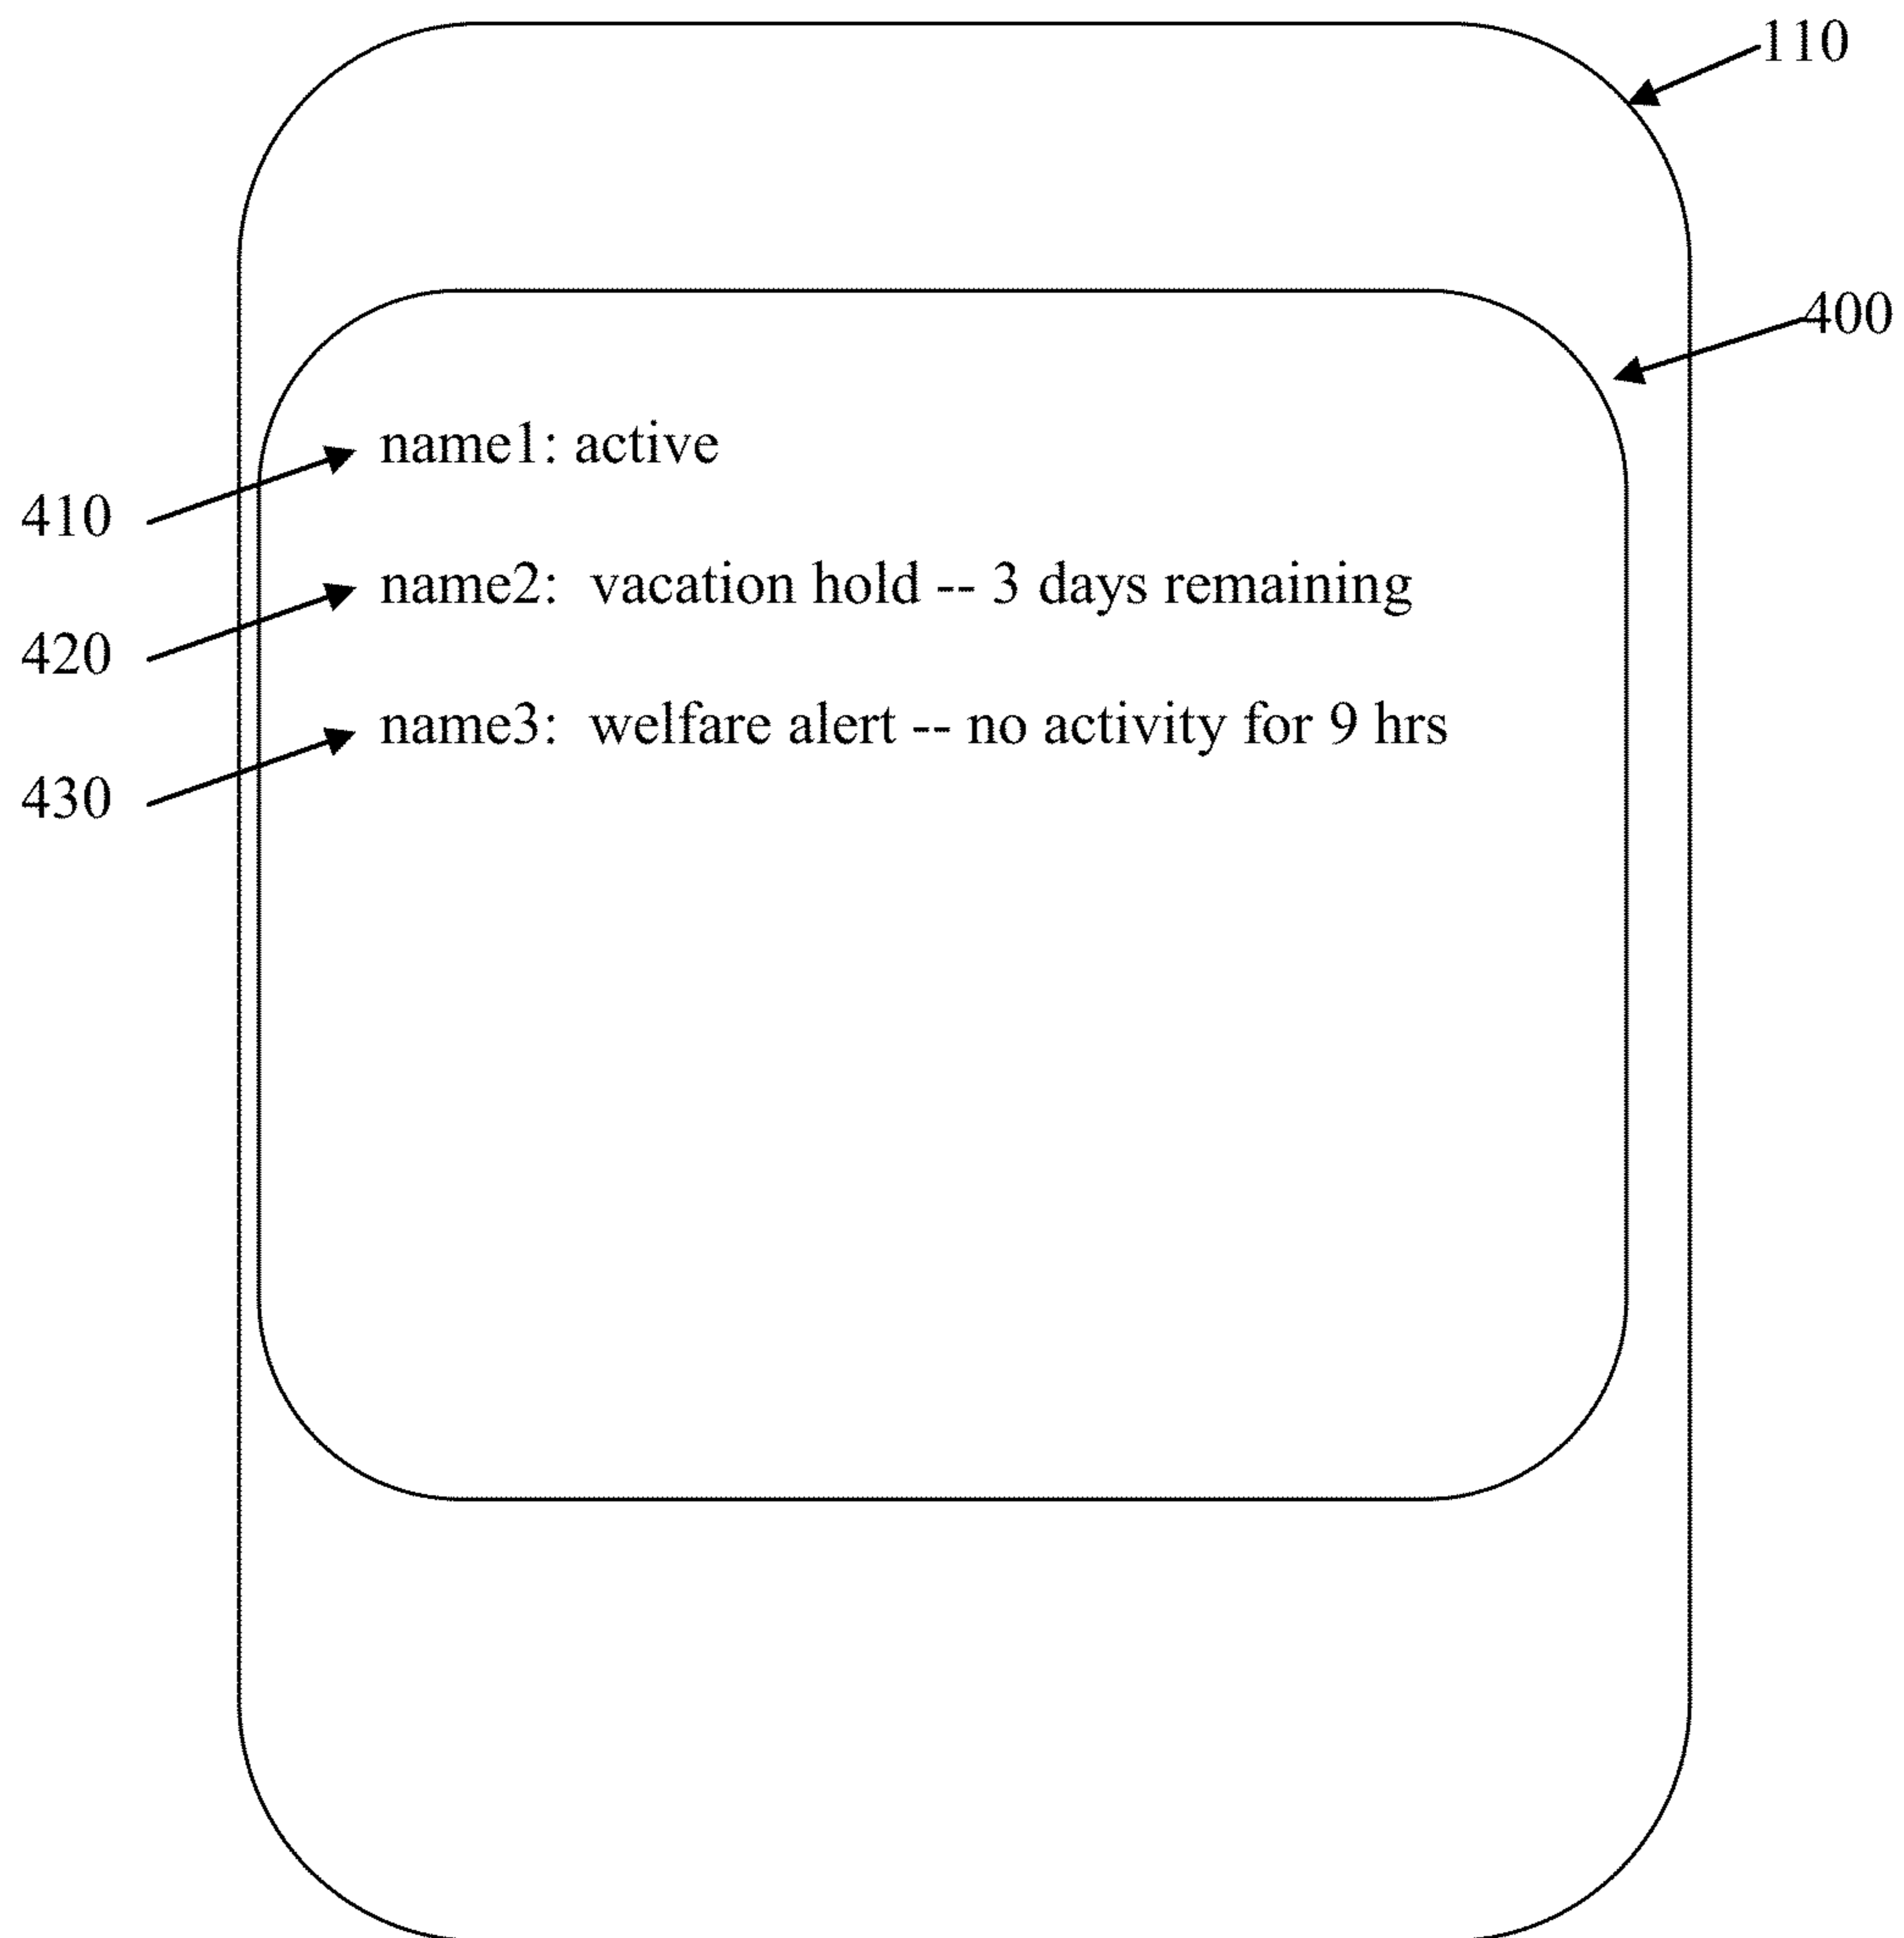 110
400
name1: active
410
name2: vacation hold -- 3 days remaining
420
name3: welfare alert -- no activity for 9 hrs
430